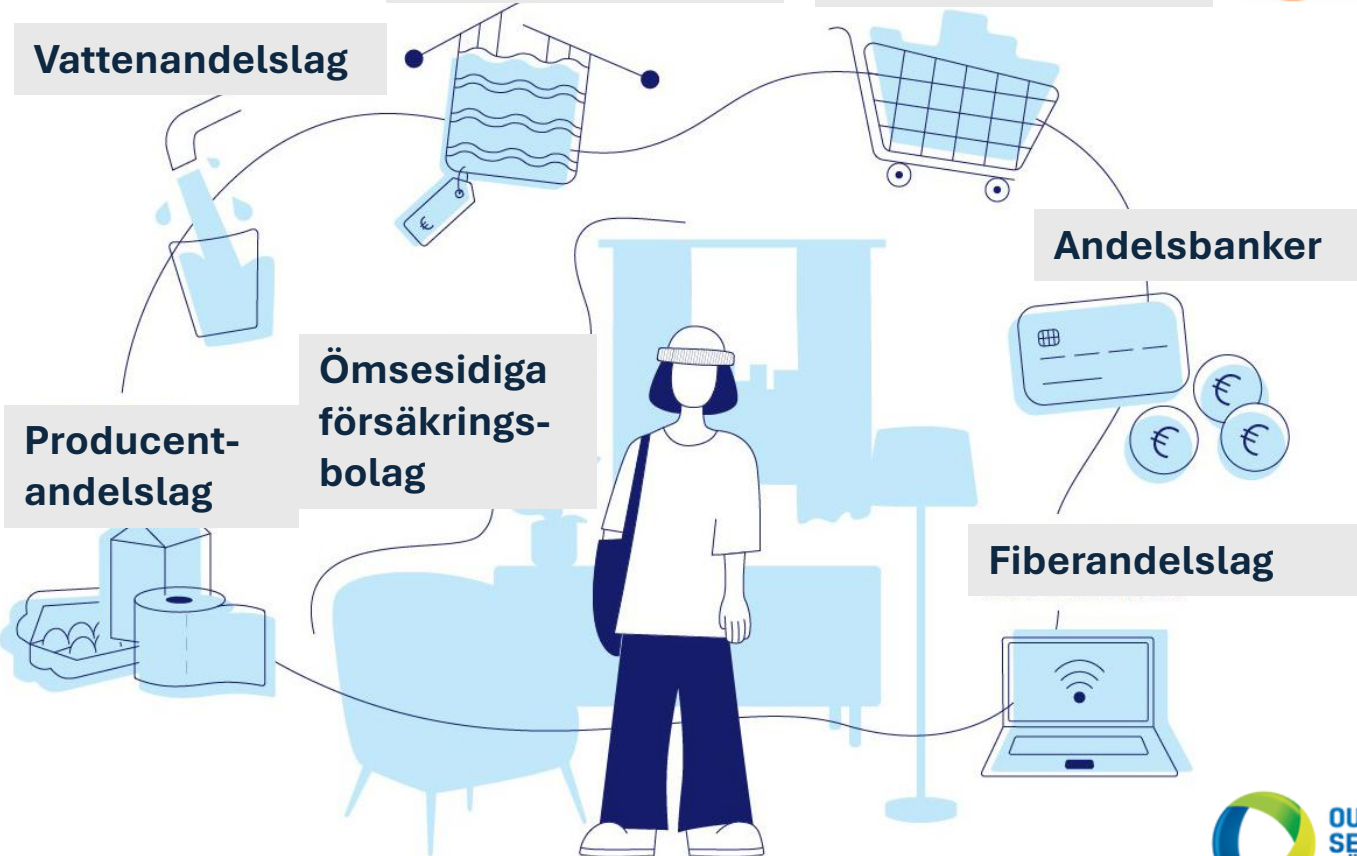 Vattenandelslag
Andelsbanker
Ömsesidiga
försäkrings-
bolag
Producent-
andelslag
Fiberandelslag
€
€
€
€